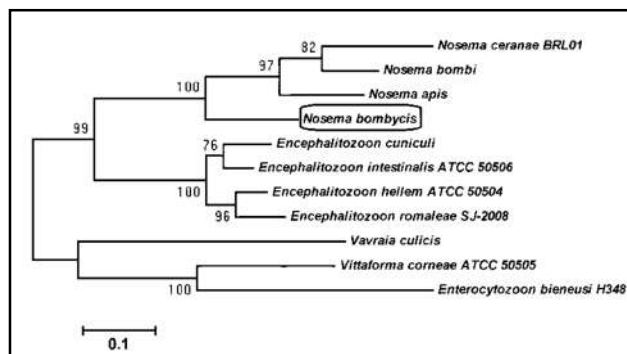 82
Nosema ceranae BRL01
97
Nosema bombi
100
Nosema apis
99
Nosema bombycis
76
Encephalitozoon cuniculi
Encephalitozoon intestinalis ATCC 50506
100
Encephalitozoon hellem ATCC 50504
96
Encephalitozoon romaleae SJ-2008
Vavraia culicis
Vittaforma corneae ATCC 50505
100
Enterocytozoon bieneusi H348
0.1